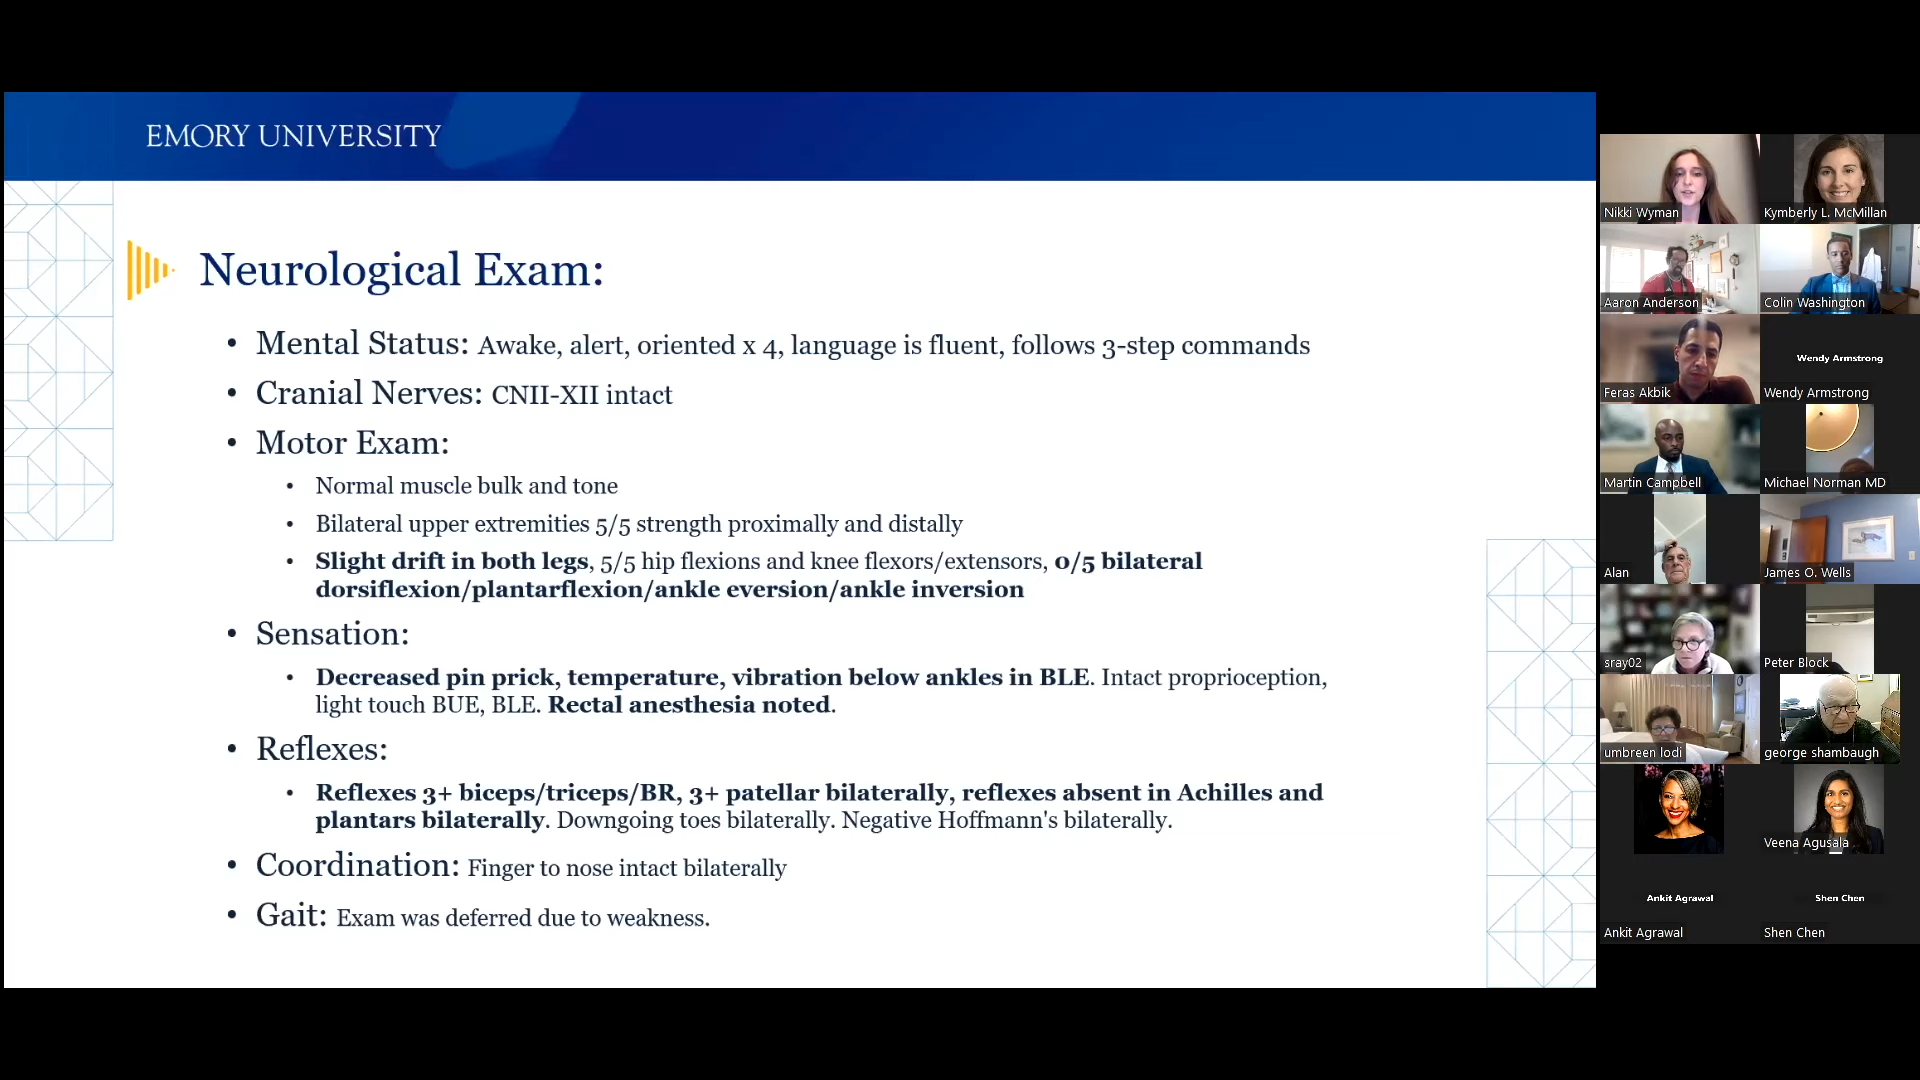 EMORY UNIVERSITY
Neurological Exam:
• Mental Status: Awake, alert, oriented x 4, language is fluent, follows 3-step commands
• Cranial Nerves: CNII-XII intact
• Motor Exam:
• Normal muscle bulk and tone
• Bilateral upper extremities 5/5 strength proximally and distally
• Slight drift in both legs, 5/5 hip flexions and knee flexors/extensors, 0/5 bilateral
dorsiflexion/plantarflexion/ankle eversion/ankle inversion
• Sensation:
• Decreased pin prick, temperature, vibration below ankles in BLE. Intact proprioception,
light touch BUE, BLE. Rectal anesthesia noted.
• Reflexes:
• Reflexes 3+ biceps/triceps/BR, 3+ patellar bilaterally, reflexes absent in Achilles and
plantars bilaterally. Downgoing toes bilaterally. Negative Hoffmann's bilaterally.
• Coordination: Finger to nose intact bilaterally
• Gait: Exam was deferred due to weakness.
Nikki Wyman
Kymberly L. McMillan
Aaron Anderson
Colin Washington
Feras Akbik
Wendy Armstrong
Wendy Armstrong
Martin Campbell
Michael Norman MD
Alan
James O. Wells
sray02
Peter Block
umbreen lodi
george shambaugh
Veena Agusala
Ankit Agrawal
Shen Chen
Ankit Agrawal
Shen Chen